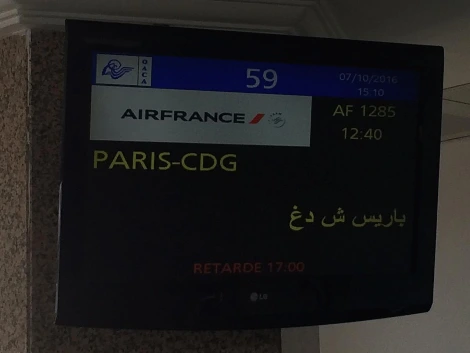 OACA
59
07/10/2016
15:10
AIRFRANCE
AF 1285
12:40
PARIS-CDG
باريس ش دغ
RETARDE 17:00
LG